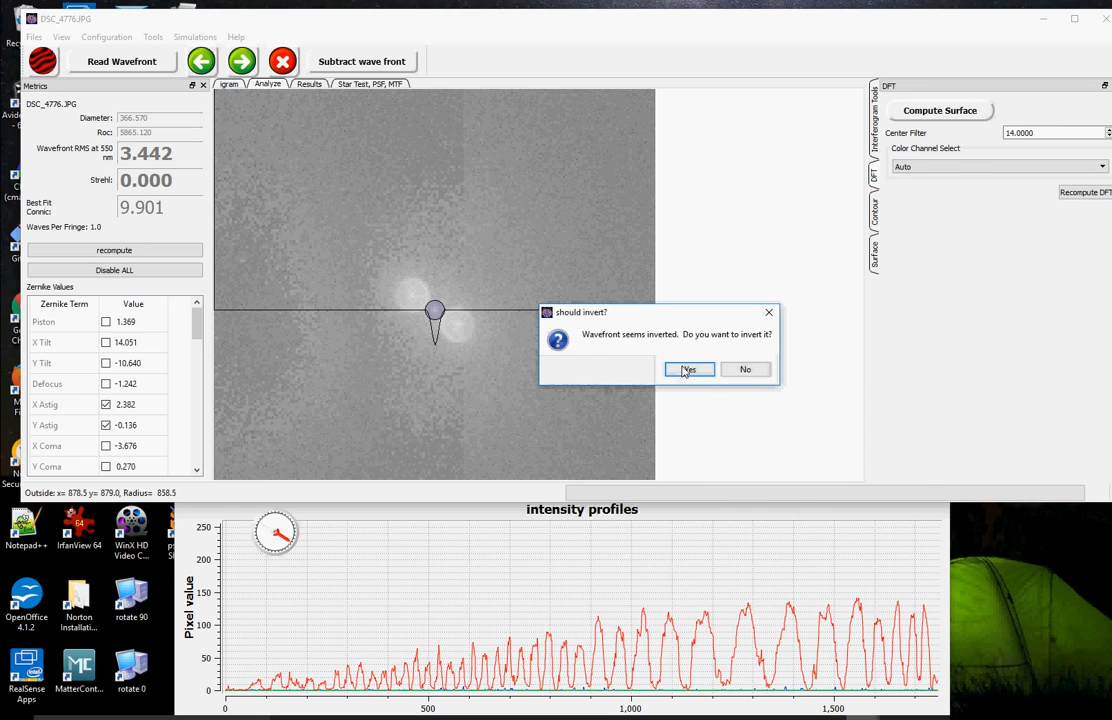 DSC_4776.JPG
Files View Configuration Tools Simulations Help
Read Wavefront Subtract wave front
Metrics
igram Analyze Results Star Test, PSF, MTF
DFT
DSC_4776.JPG
Diameter: 366.570
Roc: 5865.120
Wavefront RMS at 550 nm 3.442
Strehl: 0.000
Best Fit Connic: 9.901
Waves Per Fringe: 1.0
recompute
Disable ALL
Zernike Values
Zernike Term Value
Piston 1.369
X Tilt 14.051
Y Tilt -10.640
Defocus -1.242
X Astig 2.382
Y Astig -0.136
X Coma -3.676
Y Coma 0.270
Outside: x= 878.5 y= 879.0, Radius= 858.5
should invert?
Wavefront seems inverted. Do you want to invert it?
Yes No
Interferogram Tools
DFT
Contour
Surface
Compute Surface
Center Filter 14.0000
Color Channel Select
Auto
Recompute DFT
intensity profiles
Pixel value
250
200
150
100
50
0
0 500 1,000 1,500
Notepad++ IrfanView 64 WinX HD Video C...
OpenOffice 4.1.2 Norton Installati... rotate 90
RealSense Apps MatterCont... rotate 0